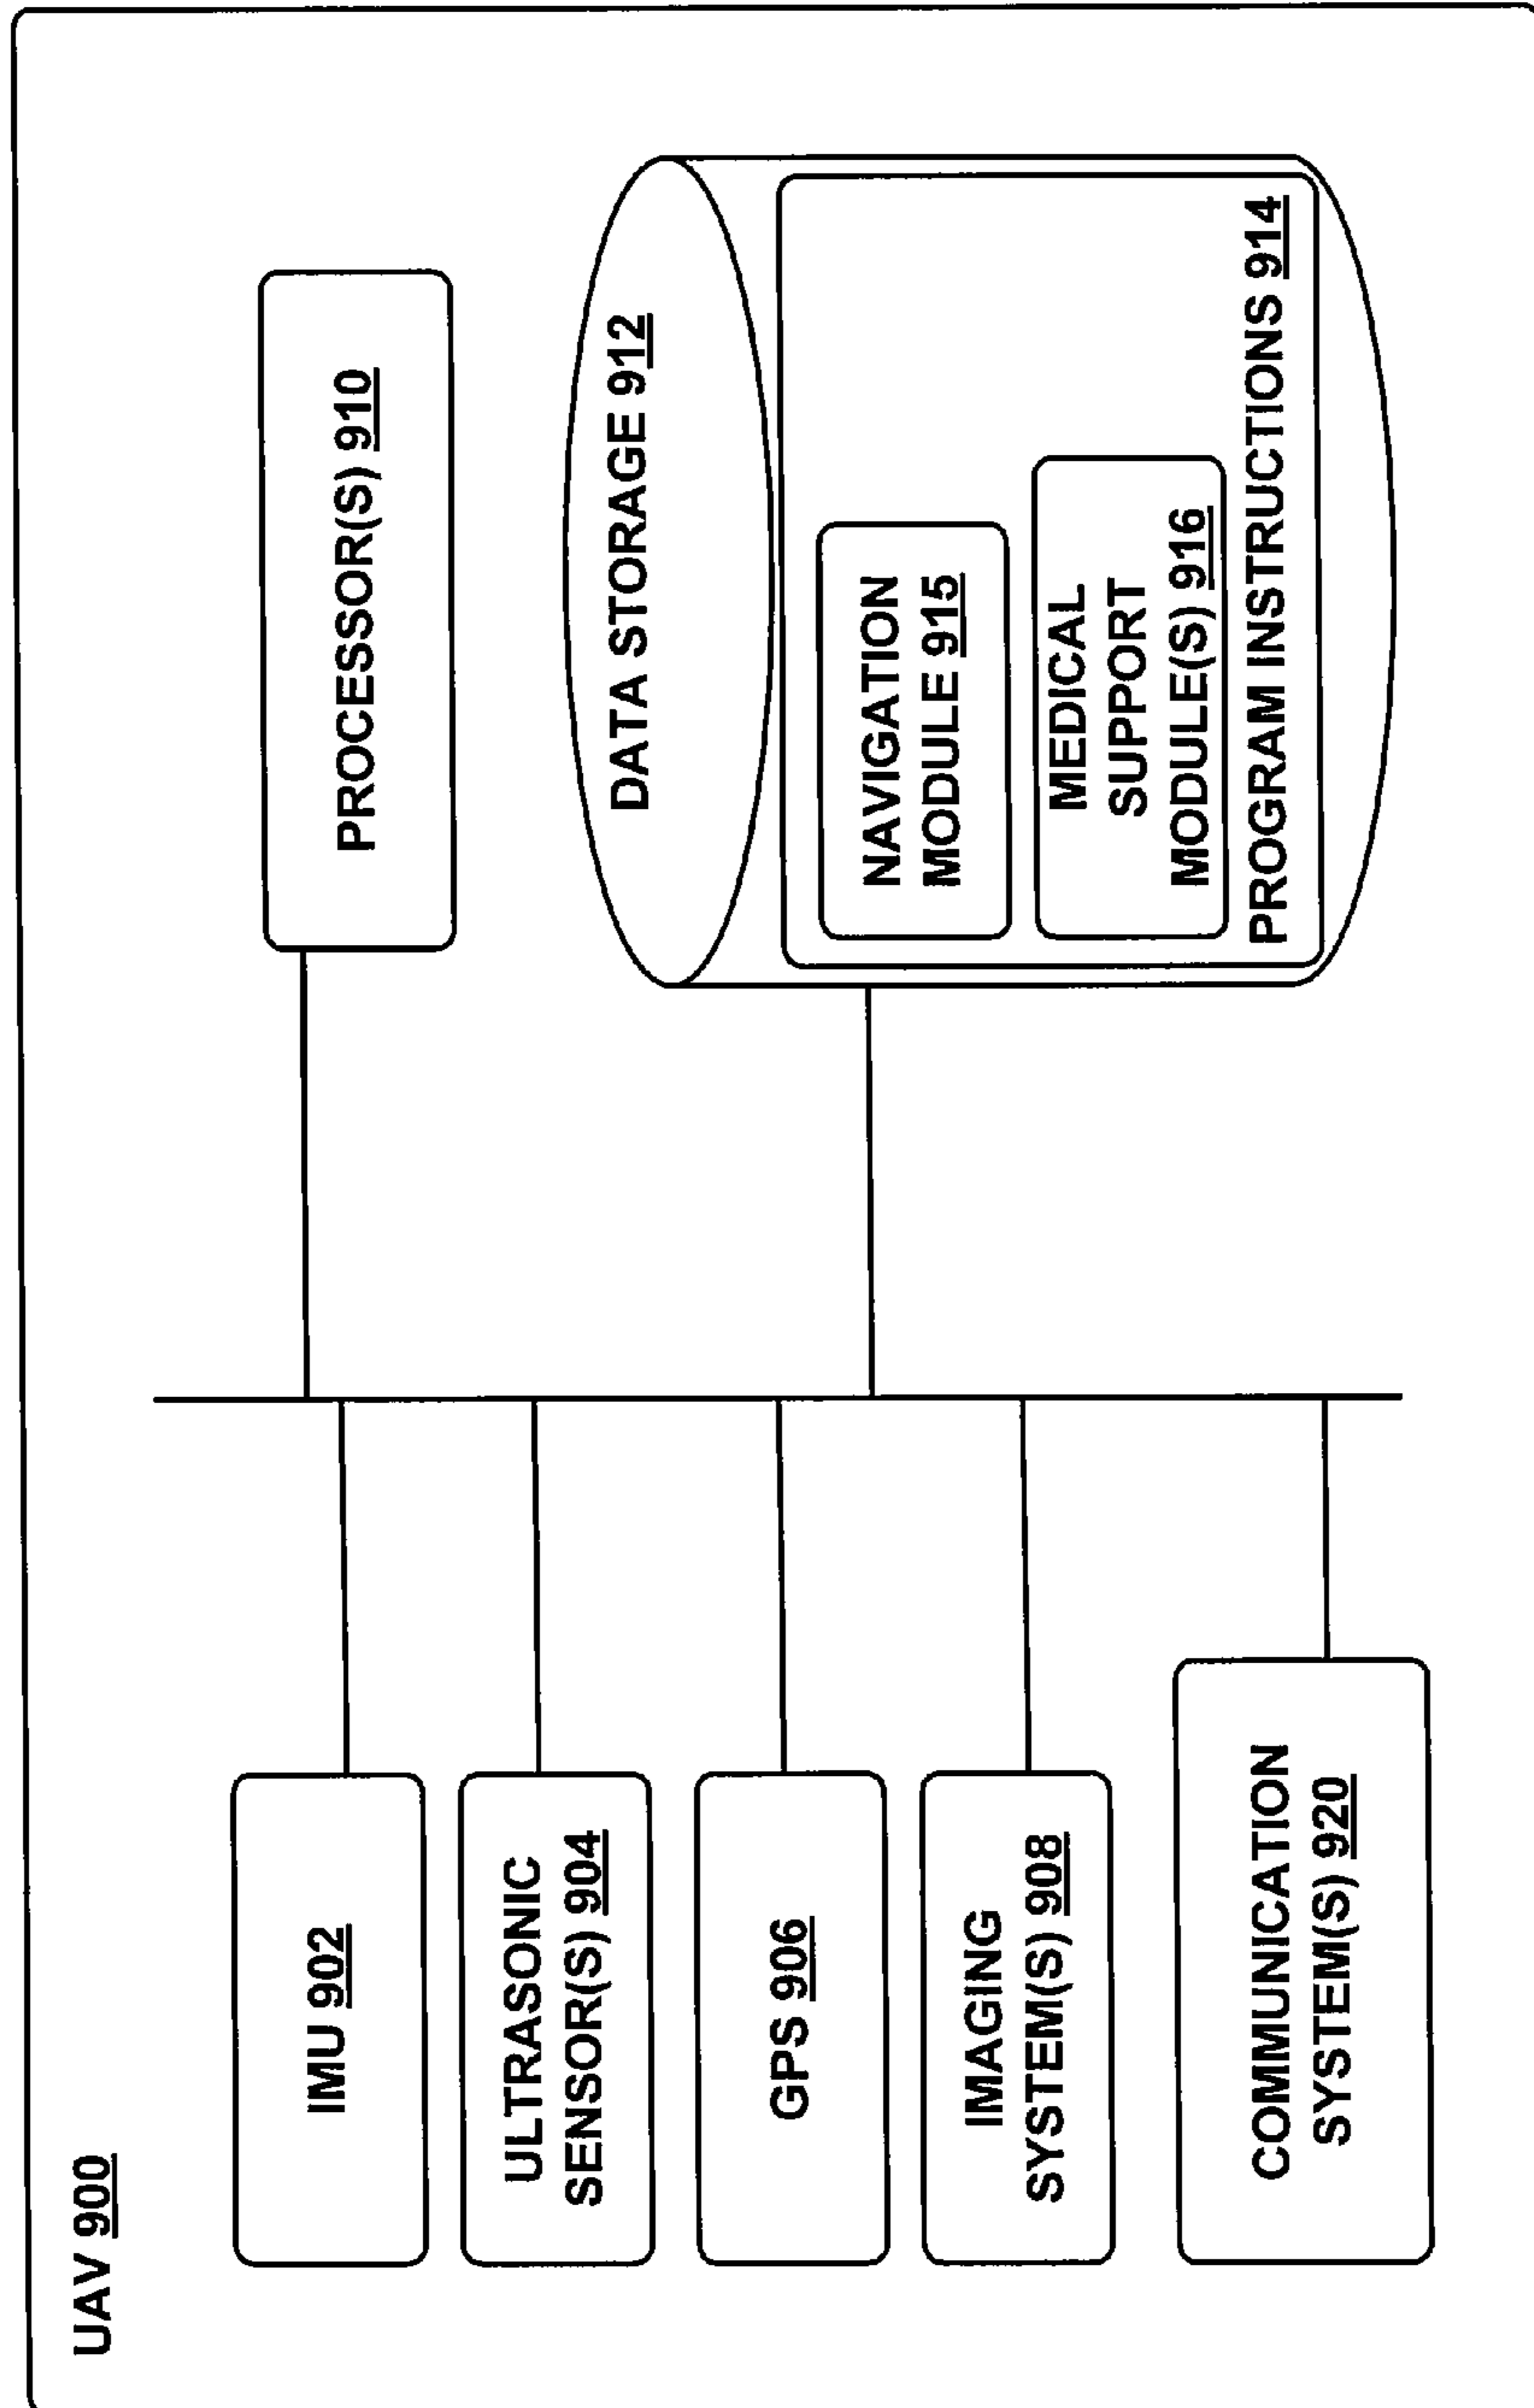 UAV 900
IMU 902
ULTRASONIC
SENSOR(S) 904
GPS 906
IMAGING
SYSTEM(S) 908
COMMUNICATION
SYSTEM(S) 920
PROCESSOR(S) 910
DATA STORAGE 912
NAVIGATION
MODULE 915
MEDICAL
SUPPORT
MODULE(S) 916
PROGRAM INSTRUCTIONS 914